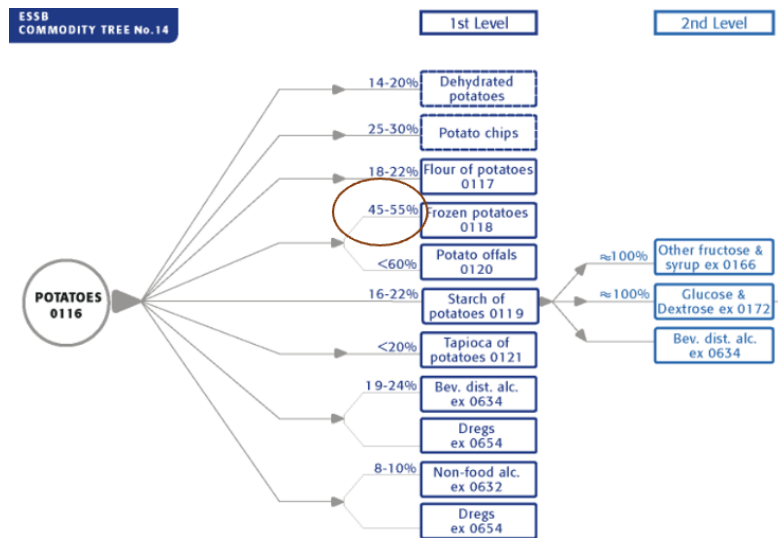 ESSB
COMMODITY TREE No.14
1st Level
2nd Level
14-20%
Dehydrated
potatoes
25-30%
Potato chips
18-22%
Flour of potatoes
0117
45-55%
Frozen potatoes
0118
<60%
Potato offals
0120
≈100%
Other fructose &
syrup ex 0166
POTATOES
0116
16-22%
Starch of
potatoes 0119
≈100%
Glucose &
Dextrose ex 0172
<20%
Tapioca of
potatoes 0121
Bev. dist. alc.
ex 0634
19-24%
Bev. dist. alc.
ex 0634
Dregs
ex 0654
8-10%
Non-food alc.
ex 0632
Dregs
ex 0654